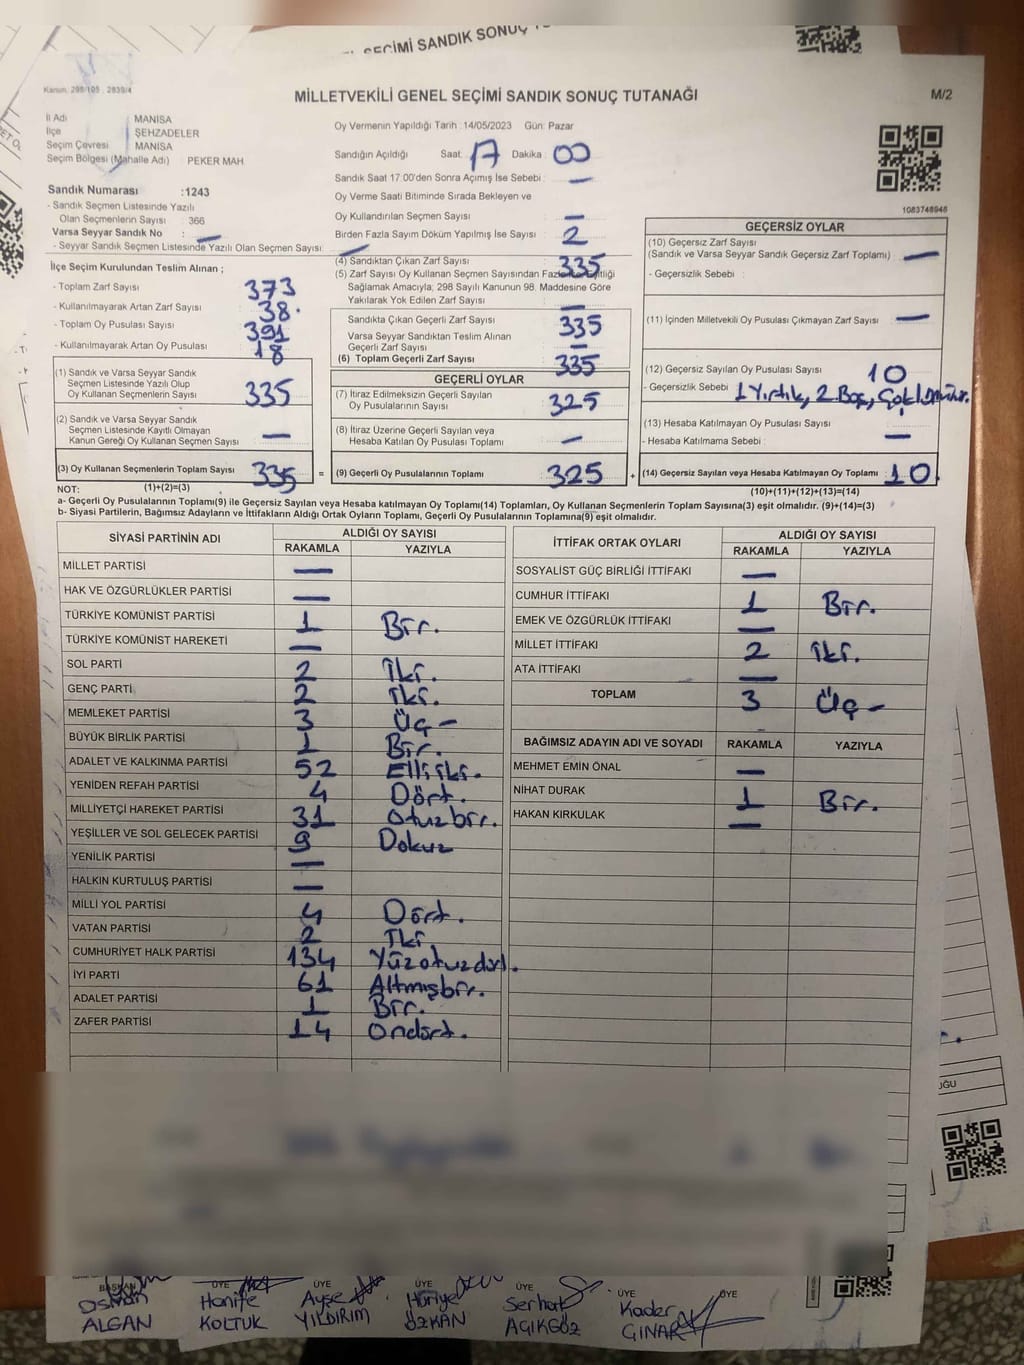 SEÇİMİ SANDIK SONUÇ
Kanun, 298/105 , 2839/4
MİLLETVEKİLİ GENEL SEÇİMİ SANDIK SONUÇ TUTANAĞI
M/2
İl Adı MANİSA
İlçe ŞEHZADELER
Seçim Çevresi MANİSA
Seçim Bölgesi (Mahalle Adı) PEKER MAH
Oy Vermenin Yapıldığı Tarih :14/05/2023 Gün: Pazar
Sandığın Açıldığı Saat: 17 Dakika : 00
Sandık Saat 17:00'den Sonra Açımış İse Sebebi : —
Oy Verme Saati Bitiminde Sırada Bekleyen ve
Oy Kullandırılan Seçmen Sayısı —
Birden Fazla Sayım Döküm Yapılmış İse Sayısı 2
1083748948
Sandık Numarası :1243
- Sandık Seçmen Listesinde Yazılı
Olan Seçmenlerin Sayısı : 366
Varsa Seyyar Sandık No : —
- Seyyar Sandık Seçmen Listesinde Yazılı Olan Seçmen Sayısı: —
İlçe Seçim Kurulundan Teslim Alınan ;
- Toplam Zarf Sayısı 373
- Kullanılmayarak Artan Zarf Sayısı 38.
- Toplam Oy Pusulası Sayısı 391
- Kullanılmayarak Artan Oy Pusulası 18
(1) Sandık ve Varsa Seyyar Sandık
Seçmen Listesinde Yazılı Olup
Oy Kullanan Seçmenlerin Sayısı 335
(2) Sandık ve Varsa Seyyar Sandık
Seçmen Listesinde Kayıtlı Olmayan
Kanun Gereği Oy Kullanan Seçmen Sayısı —
(3) Oy Kullanan Seçmenlerin Toplam Sayısı 335 =
(1)+(2)=(3)
(4) Sandıktan Çıkan Zarf Sayısı 335
(5) Zarf Sayısı Oy Kullanan Seçmen Sayısından Fazla
Sağlamak Amacıyla; 298 Sayılı Kanunun 98. Maddesine Göre
Yakılarak Yok Edilen Zarf Sayısı —
Sandıkta Çıkan Geçerli Zarf Sayısı 335
Varsa Seyyar Sandıktan Teslim Alınan
Geçerli Zarf Sayısı —
(6) Toplam Geçerli Zarf Sayısı 335
GEÇERLİ OYLAR
(7) İtiraz Edilmeksizin Geçerli Sayılan
Oy Pusulalarının Sayısı 325
(8) İtiraz Üzerine Geçerli Sayılan veya
Hesaba Katılan Oy Pusulası Toplamı —
(9) Geçerli Oy Pusulalarının Toplamı 325 +
GEÇERSİZ OYLAR
(10) Geçersiz Zarf Sayısı
(Sandık ve Varsa Seyyar Sandık Geçersiz Zarf Toplamı) —
- Geçersizlik Sebebi :
(11) İçinden Milletvekili Oy Pusulası Çıkmayan Zarf Sayısı —
(12) Geçersiz Sayılan Oy Pusulası Sayısı 10
- Geçersizlik Sebebi : 1 Yırtık, 2 Boş,
(13) Hesaba Katılmayan Oy Pusulası Sayısı —
- Hesaba Katılmama Sebebi :
(14) Geçersiz Sayılan veya Hesaba Katılmayan Oy Toplamı 10
(10)+(11)+(12)+(13)=(14)
NOT:
a- Geçerli Oy Pusulalarının Toplamı(9) ile Geçersiz Sayılan veya Hesaba katılmayan Oy Toplamı(14) Toplamları, Oy Kullanan Seçmenlerin Toplam Sayısına(3) eşit olmalıdır. (9)+(14)=(3)
b- Siyasi Partilerin, Bağımsız Adayların ve İttifakların Aldığı Ortak Oyların Toplamı, Geçerli Oy Pusulalarının Toplamına(9) eşit olmalıdır.
SİYASİ PARTİNİN ADI ALDIĞI OY SAYISI
RAKAMLA YAZIYLA
MİLLET PARTİSİ —
HAK VE ÖZGÜRLÜKLER PARTİSİ —
TÜRKİYE KOMÜNİST PARTİSİ 1 Bir.
TÜRKİYE KOMÜNİST HAREKETİ —
SOL PARTİ 2 İki.
GENÇ PARTİ 2 İki.
MEMLEKET PARTİSİ 3 Üç –
BÜYÜK BİRLİK PARTİSİ 1 Bir.
ADALET VE KALKINMA PARTİSİ 52 Elli iki.
YENİDEN REFAH PARTİSİ 4 Dört.
MİLLİYETÇİ HAREKET PARTİSİ 31 Otuzbir.
YEŞİLLER VE SOL GELECEK PARTİSİ 9 Dokuz
YENİLİK PARTİSİ —
HALKIN KURTULUŞ PARTİSİ —
MİLLİ YOL PARTİSİ 4 Dört.
VATAN PARTİSİ 2 İki
CUMHURİYET HALK PARTİSİ 134 Yüzotuzdört.
İYİ PARTİ 61 Altmışbir.
ADALET PARTİSİ 1 Bir.
ZAFER PARTİSİ 14 Ondört.
İTTİFAK ORTAK OYLARI ALDIĞI OY SAYISI
RAKAMLA YAZIYLA
SOSYALİST GÜÇ BİRLİĞİ İTTİFAKI —
CUMHUR İTTİFAKI 1 Bir.
EMEK VE ÖZGÜRLÜK İTTİFAKI —
MİLLET İTTİFAKI 2 İki.
ATA İTTİFAKI —
TOPLAM 3 Üç –
BAĞIMSIZ ADAYIN ADI VE SOYADI RAKAMLA YAZIYLA
MEHMET EMİN ÖNAL —
NİHAT DURAK 1 Bir.
HAKAN KIRKULAK —
BAŞKAN ÜYE ÜYE ÜYE ÜYE ÜYE ÜYE
Osman Hanife Ayşe Huriye Serhat Kader
ALGAN KOLTUK YILDIRIM ÖZKAN AÇIKGÖZ ÇINAR